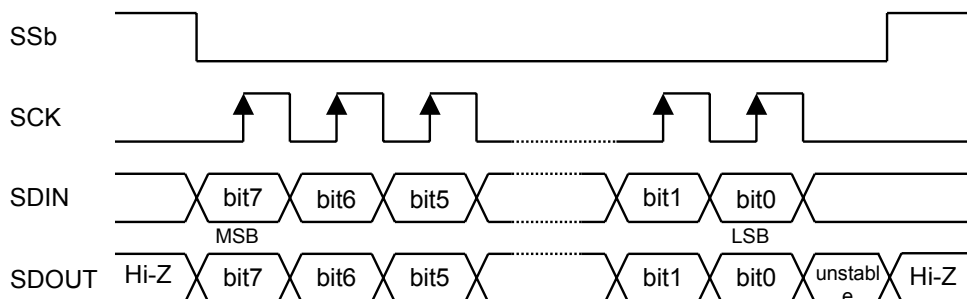 SSb
SCK
SDIN bit7 bit6 bit5 bit1 bit0
MSB LSB
SDOUT Hi-Z bit7 bit6 bit5 bit1 bit0 unstabl Hi-Z
e